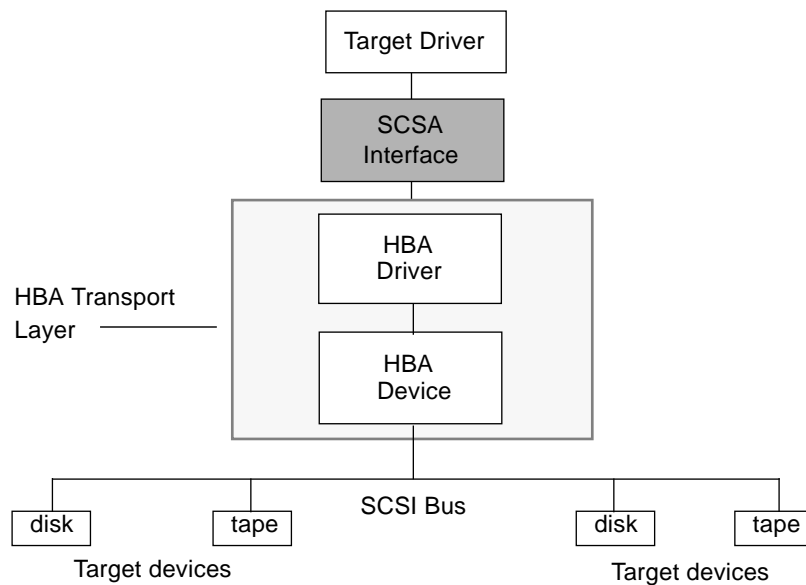 Target Driver
SCSA
Interface
HBA
Driver
HBA Transport
Layer
HBA
Device
SCSI Bus
disk
tape
disk
tape
Target devices
Target devices